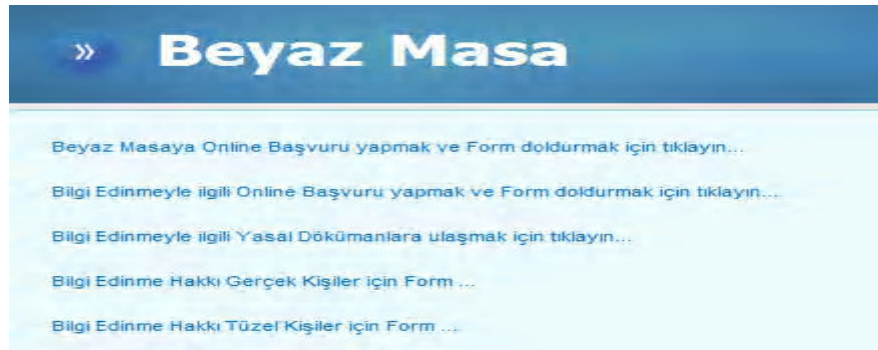 » Beyaz Masa
Beyaz Masaya Online Başvuru yapmak ve Form doldurmak için tıklayın...
Bilgi Edinmeyle ilgili Online Başvuru yapmak ve Form doldurmak için tıklayın...
Bilgi Edinmeyle ilgili Yasal Dökümanlara ulaşmak için tıklayın...
Bilgi Edinme Hakkı Gerçek Kişiler için Form ...
Bilgi Edinme Hakkı Tüzel Kişiler için Form ...